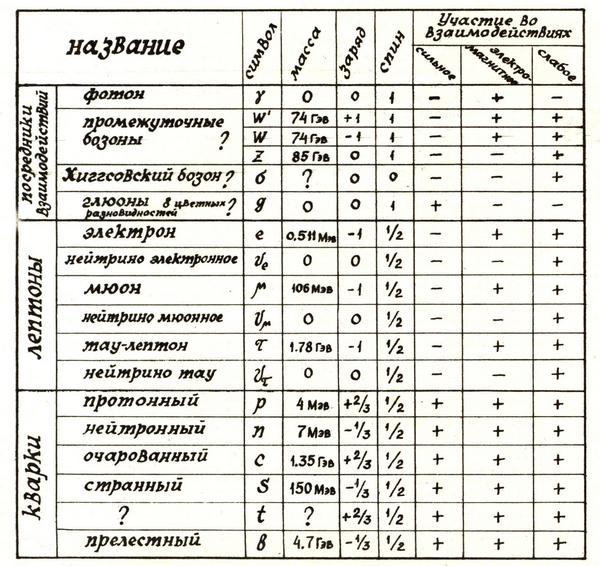 название символ масса заряд спин Участие во взаимодействиях
сильное электромагнитное слабое
посредники взаимодействий
фотон γ 0 0 1 − + −
промежуточные бозоны ? W' 74 Гэв +1 1 − + +
W 74 Гэв -1 1 − + +
Z 85 Гэв 0 1 − − +
Хиггсовский бозон ? σ ? 0 0 − − +
глюоны 8 цветных разновидностей ? g 0 0 1 + − −
лептоны
электрон e 0,511 Мэв -1 1/2 − + +
нейтрино электронное νe 0 0 1/2 − − +
мюон μ 106 Мэв -1 1/2 − + +
нейтрино мюонное νμ 0 0 1/2 − − +
тау-лептон τ 1.78 Гэв -1 1/2 − + +
нейтрино тау ντ 0 0 1/2 − − +
кварки
протонный p 4 Мэв +2/3 1/2 + + +
нейтронный n 7 Мэв -1/3 1/2 + + +
очарованный c 1.35 Гэв +2/3 1/2 + + +
странный S 150 Мэв -1/3 1/2 + + +
? t ? +2/3 1/2 + + +
прелестный в 4.7 Гэв -1/3 1/2 + + +